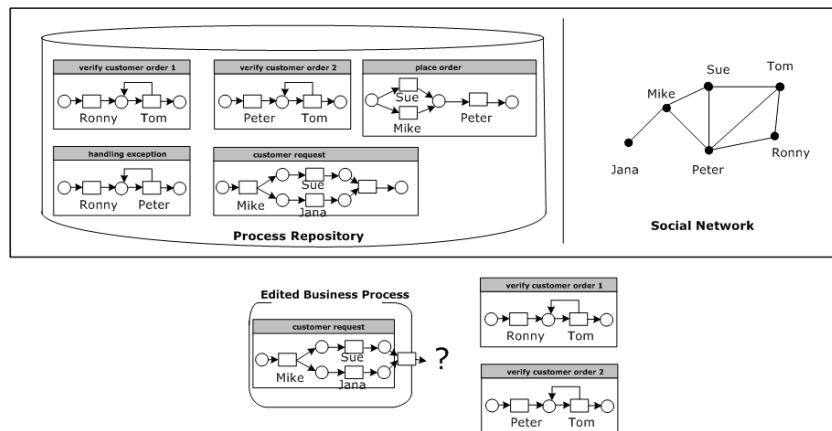 verify customer order 1
Ronny Tom
verify customer order 2
Peter Tom
place order
Sue
Mike
Peter
handling exception
Ronny Peter
customer request
Mike
Sue
Jana
Process Repository
Sue
Tom
Mike
Jana
Peter
Ronny
Social Network
Edited Business Process
customer request
Mike
Sue
Jana
?
verify customer order 1
Ronny Tom
verify customer order 2
Peter Tom